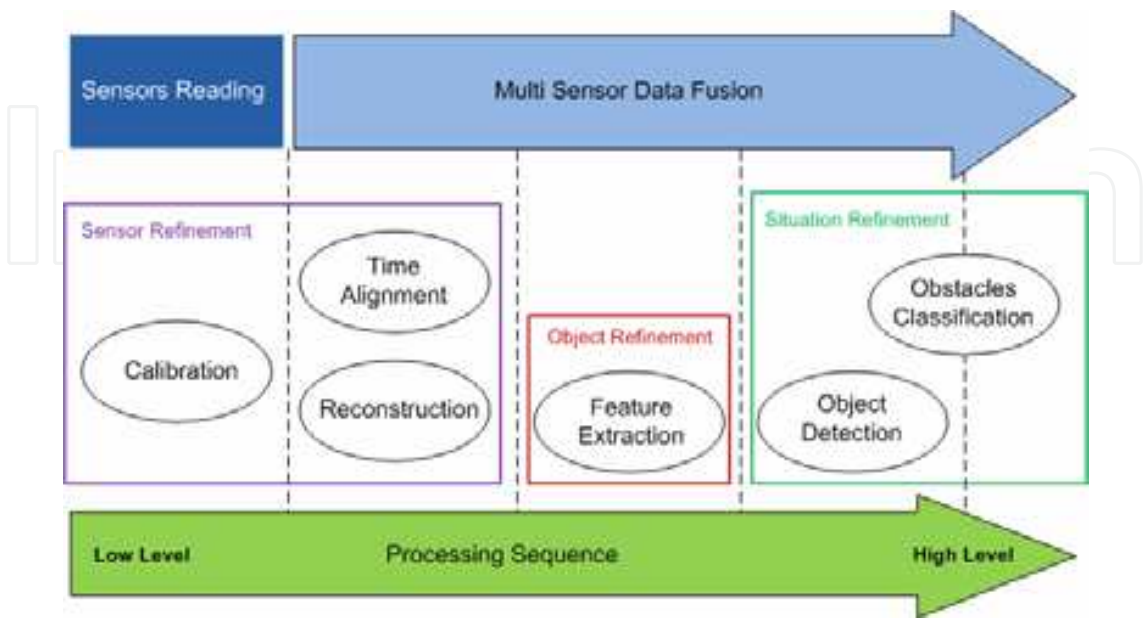 Sensors Reading
Multi Sensor Data Fusion
Sensor Refinement
Time
Alignment
Calibration
Reconstruction
Object Refinement
Feature
Extraction
Situation Refinement
Obstacles
Classification
Object
Detection
Low Level
Processing Sequence
High Level